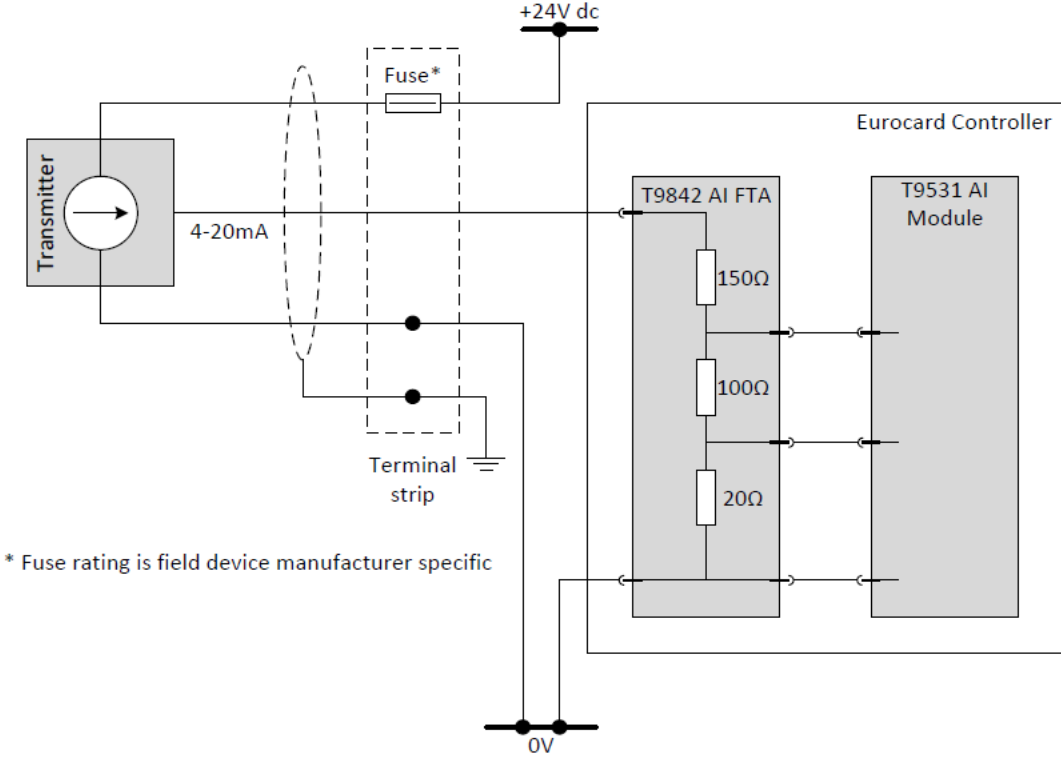 +24V dc
Fuse*
Eurocard Controller
Transmitter
4-20mA
T9842 AI FTA
T9531 AI
Module
150Ω
100Ω
20Ω
Terminal
strip
* Fuse rating is field device manufacturer specific
0V